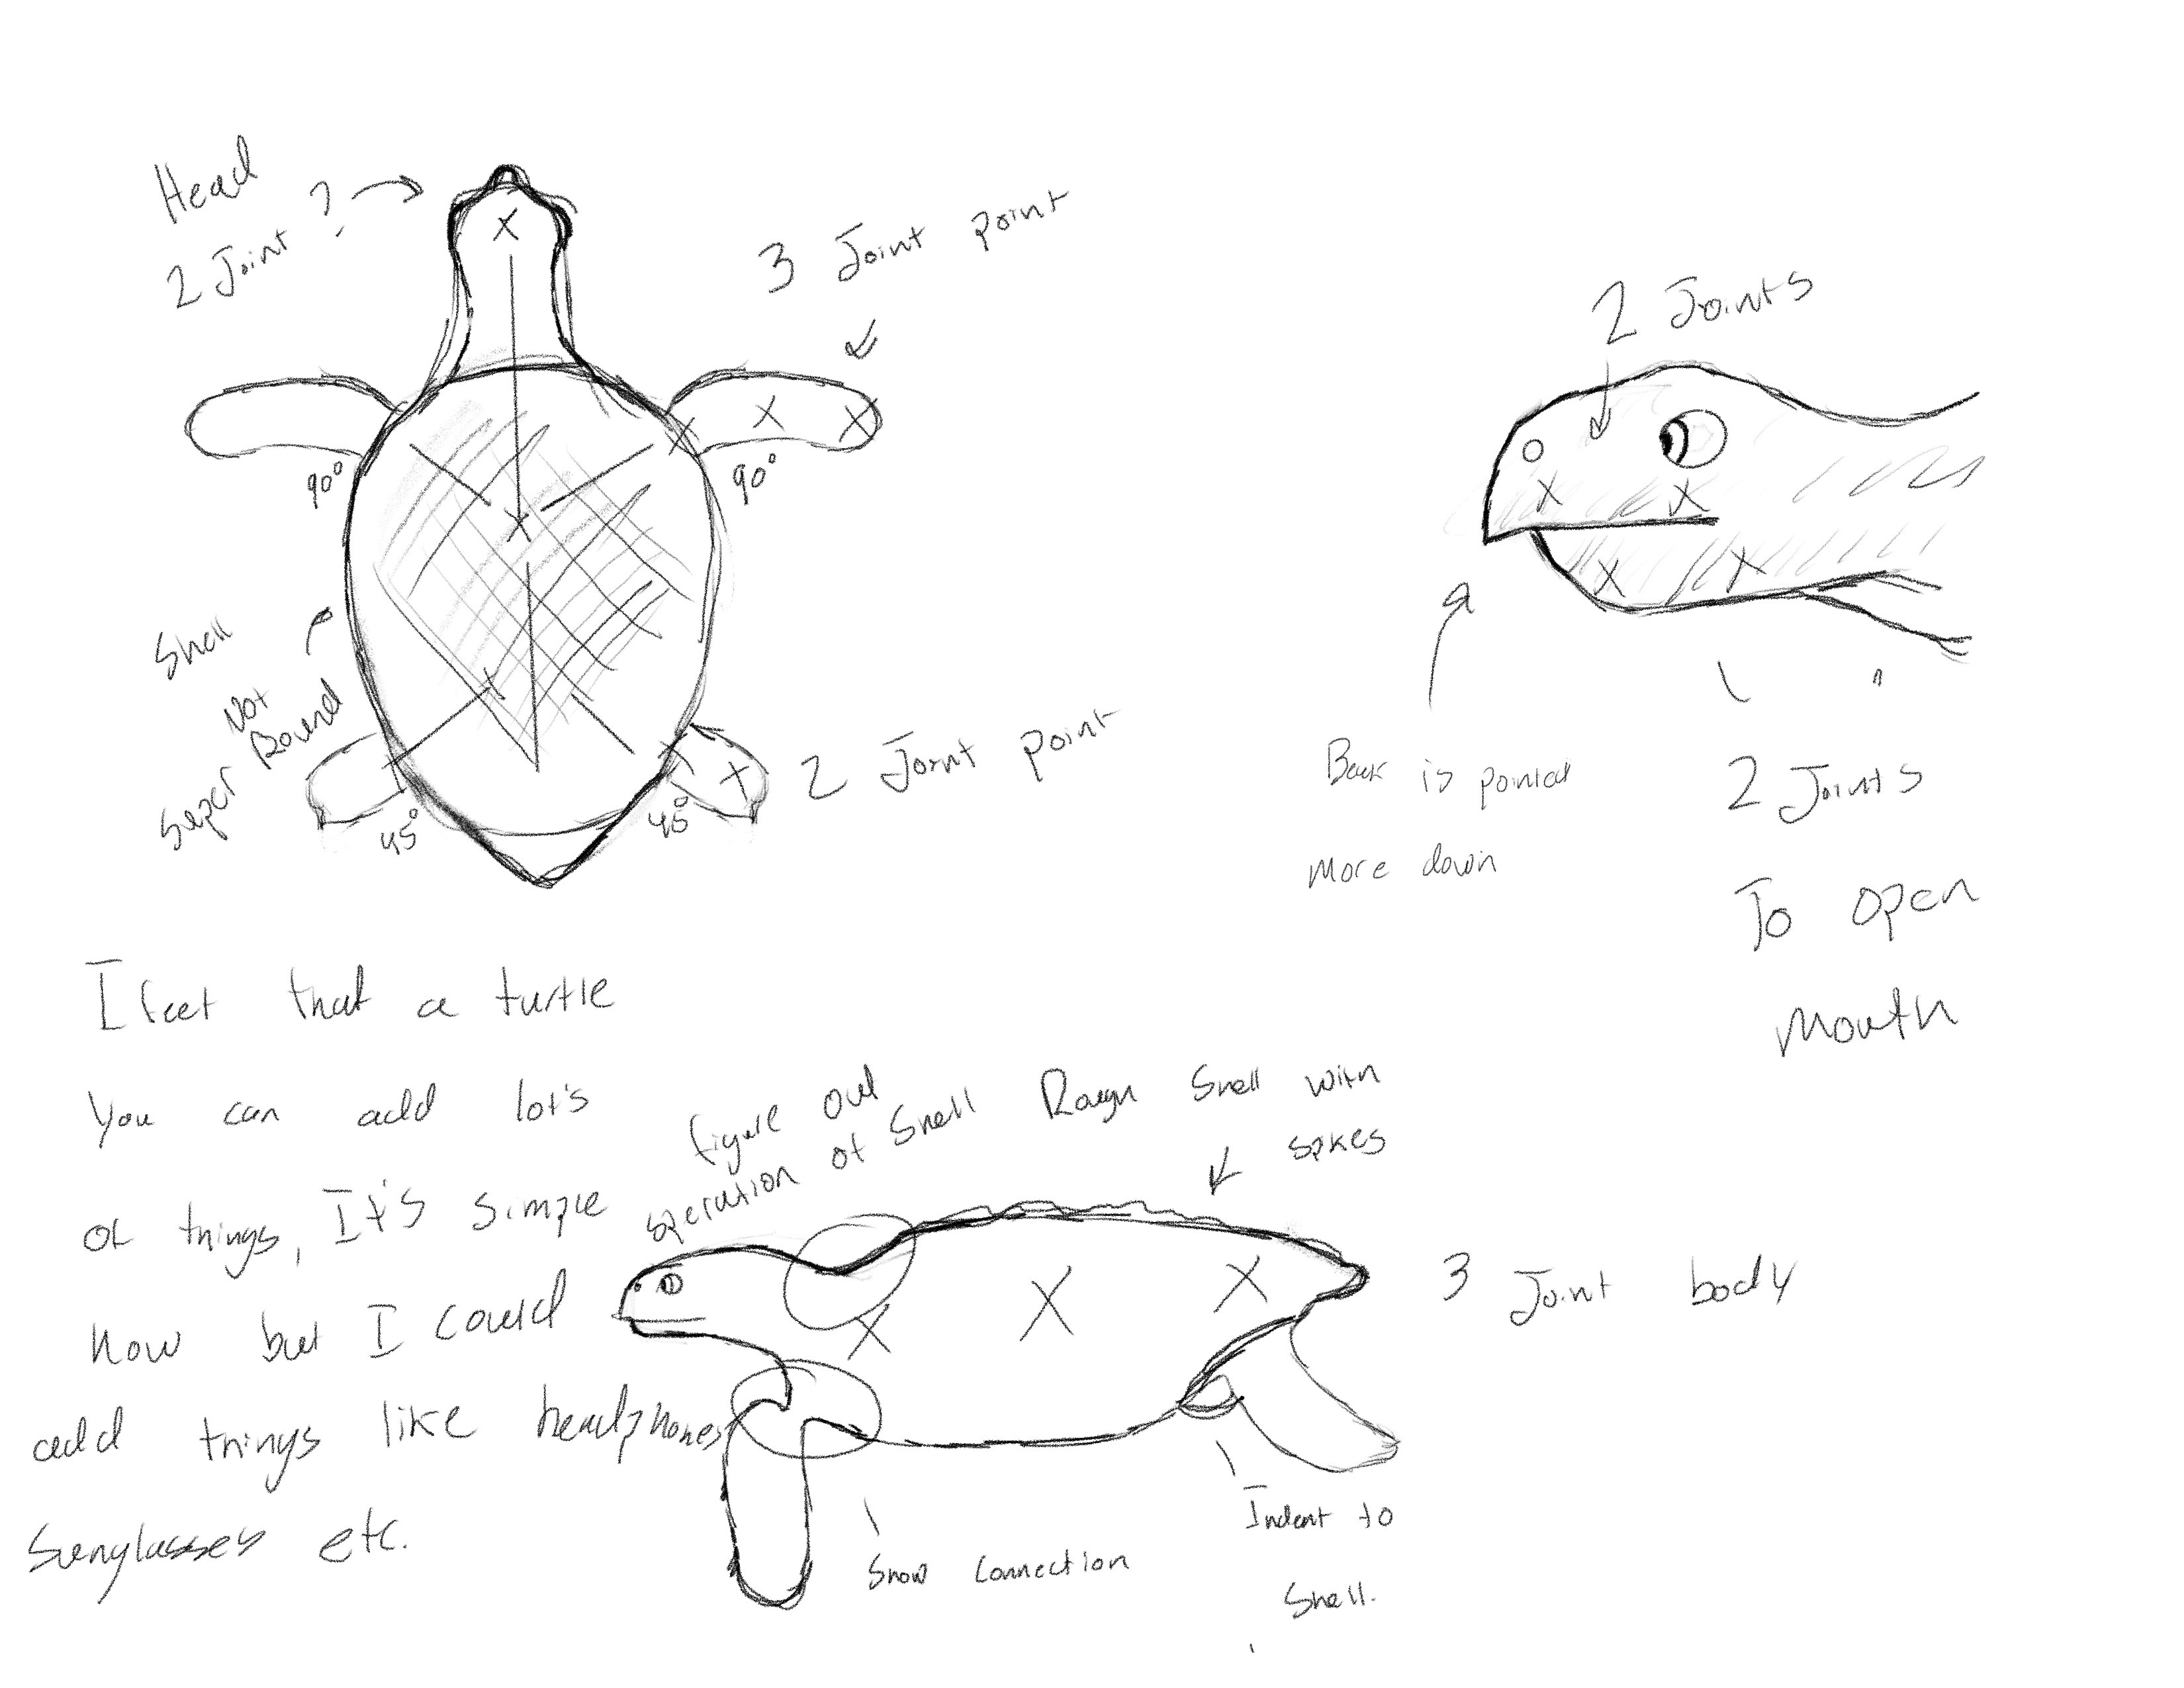 Head
2 Joint ?
3 Joint point
90°
90°
Shell
Not
Super Round
45°
45°
2 Joint point
2 Joints
Beak is pointed
more down
2 Joints
To open
Mouth
I feel that a turtle
You can add lot's
of things, It's simple
now but I could
add things like headphones
Sunglasses etc.
figure out
speration of Shell
Rough Shell with
spikes
3 Joint body
Show connection
Indent to
Shell.